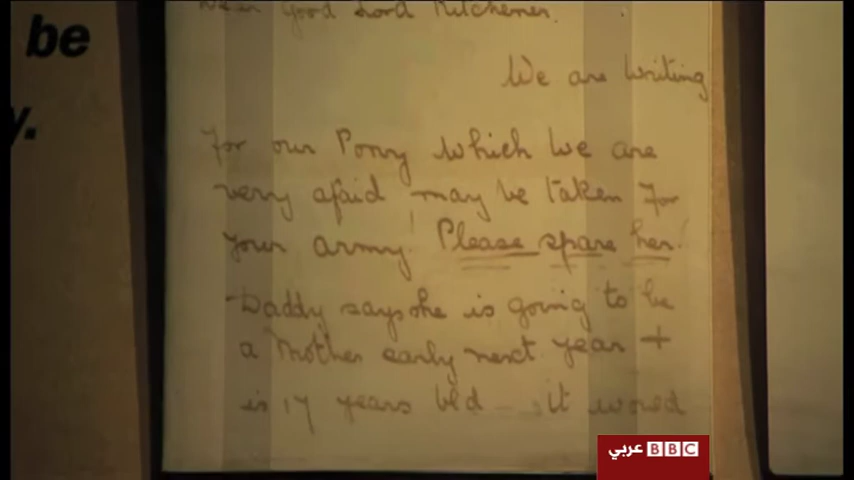 be
y.
Dear Good Lord Kitchener.
We are writing
for our Pony which we are
very afaid may be taken for
your army! Please spare her!
Daddy says she is going to be
a mother early next year +
is 17 years old – it would
عربي BBC